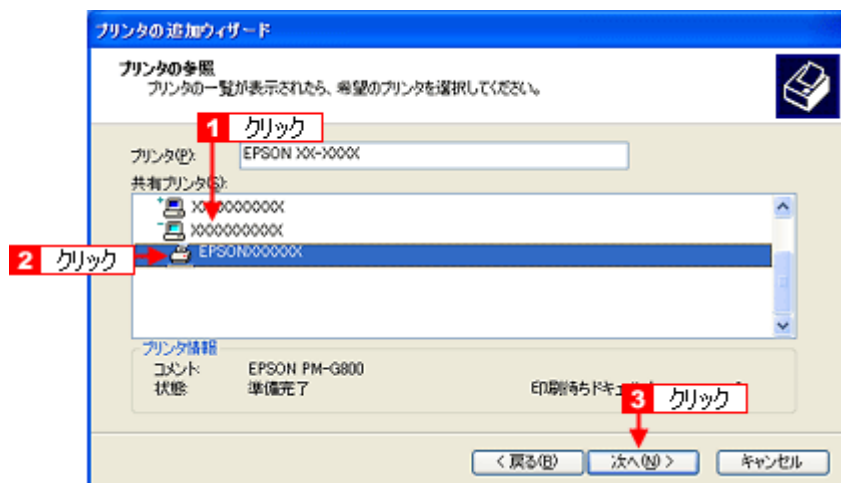 プリンタの追加ウィザード
プリンタの参照
プリンタの一覧が表示されたら、希望のプリンタを選択してください。
1 クリック
プリンタ(P): EPSON XX-XXXX
共有プリンタ(S):
XXXXXXXXXX
XXXXXXXXXX
2 クリック
EPSONXXXXXX
プリンタ情報
コメント: EPSON PM-G800
状態: 準備完了
印刷待ちドキュ
3 クリック
< 戻る(B) 次へ(N) > キャンセル